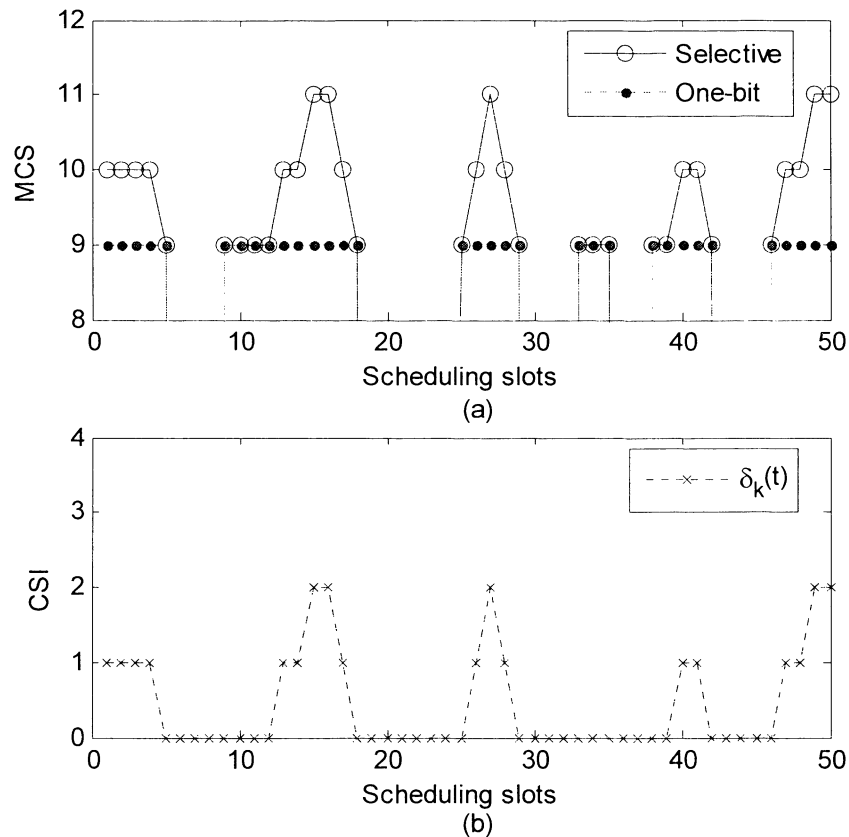 12
11
10
9
8
MCS
Selective
One-bit
0 10 20 30 40 50
Scheduling slots
(a)
4
3
2
1
0
CSI
δk(t)
0 10 20 30 40 50
Scheduling slots
(b)